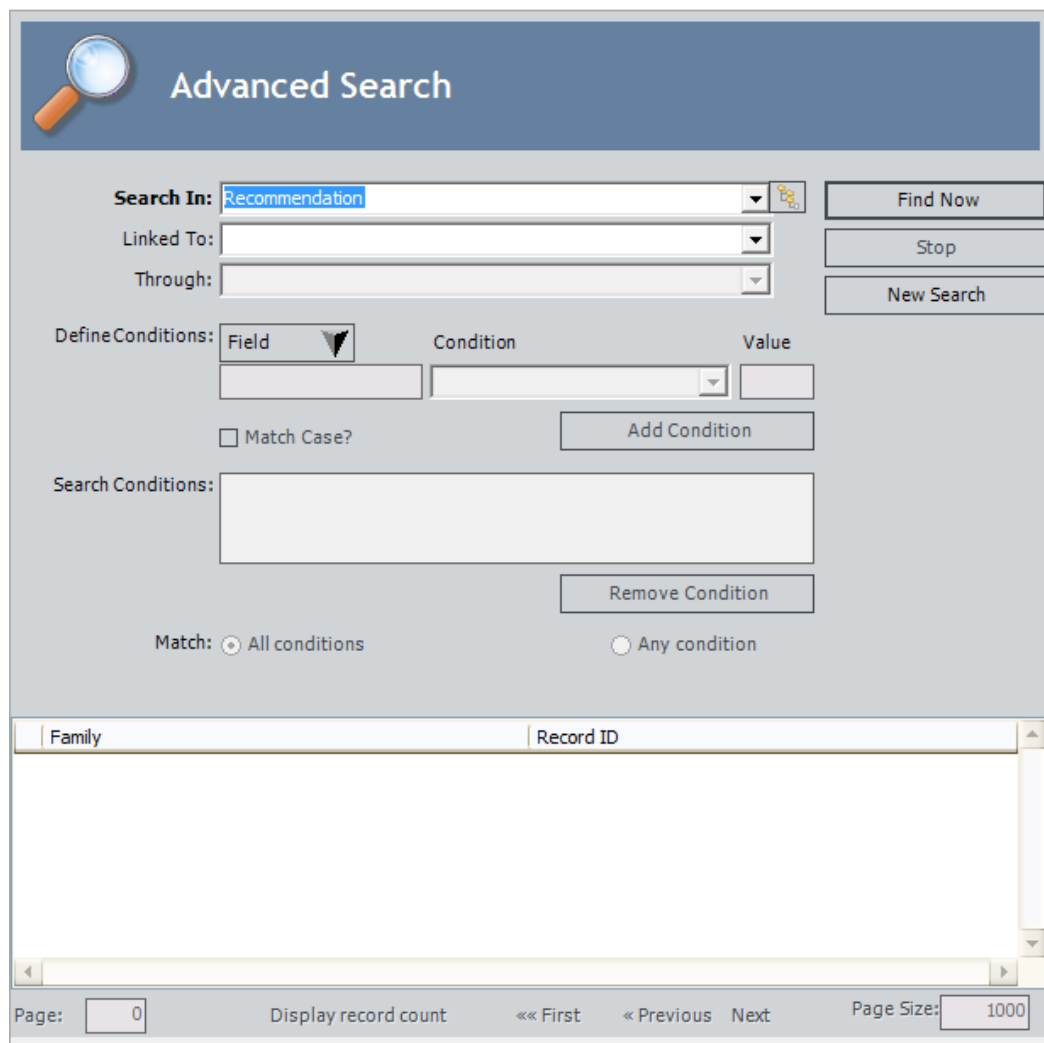 Advanced Search
Search In: Recommendation
Find Now
Linked To:
Stop
Through:
New Search
Define Conditions: Field Condition Value
Match Case? Add Condition
Search Conditions:
Remove Condition
Match: All conditions Any condition
Family Record ID
Page: 0 Display record count «« First « Previous Next Page Size: 1000